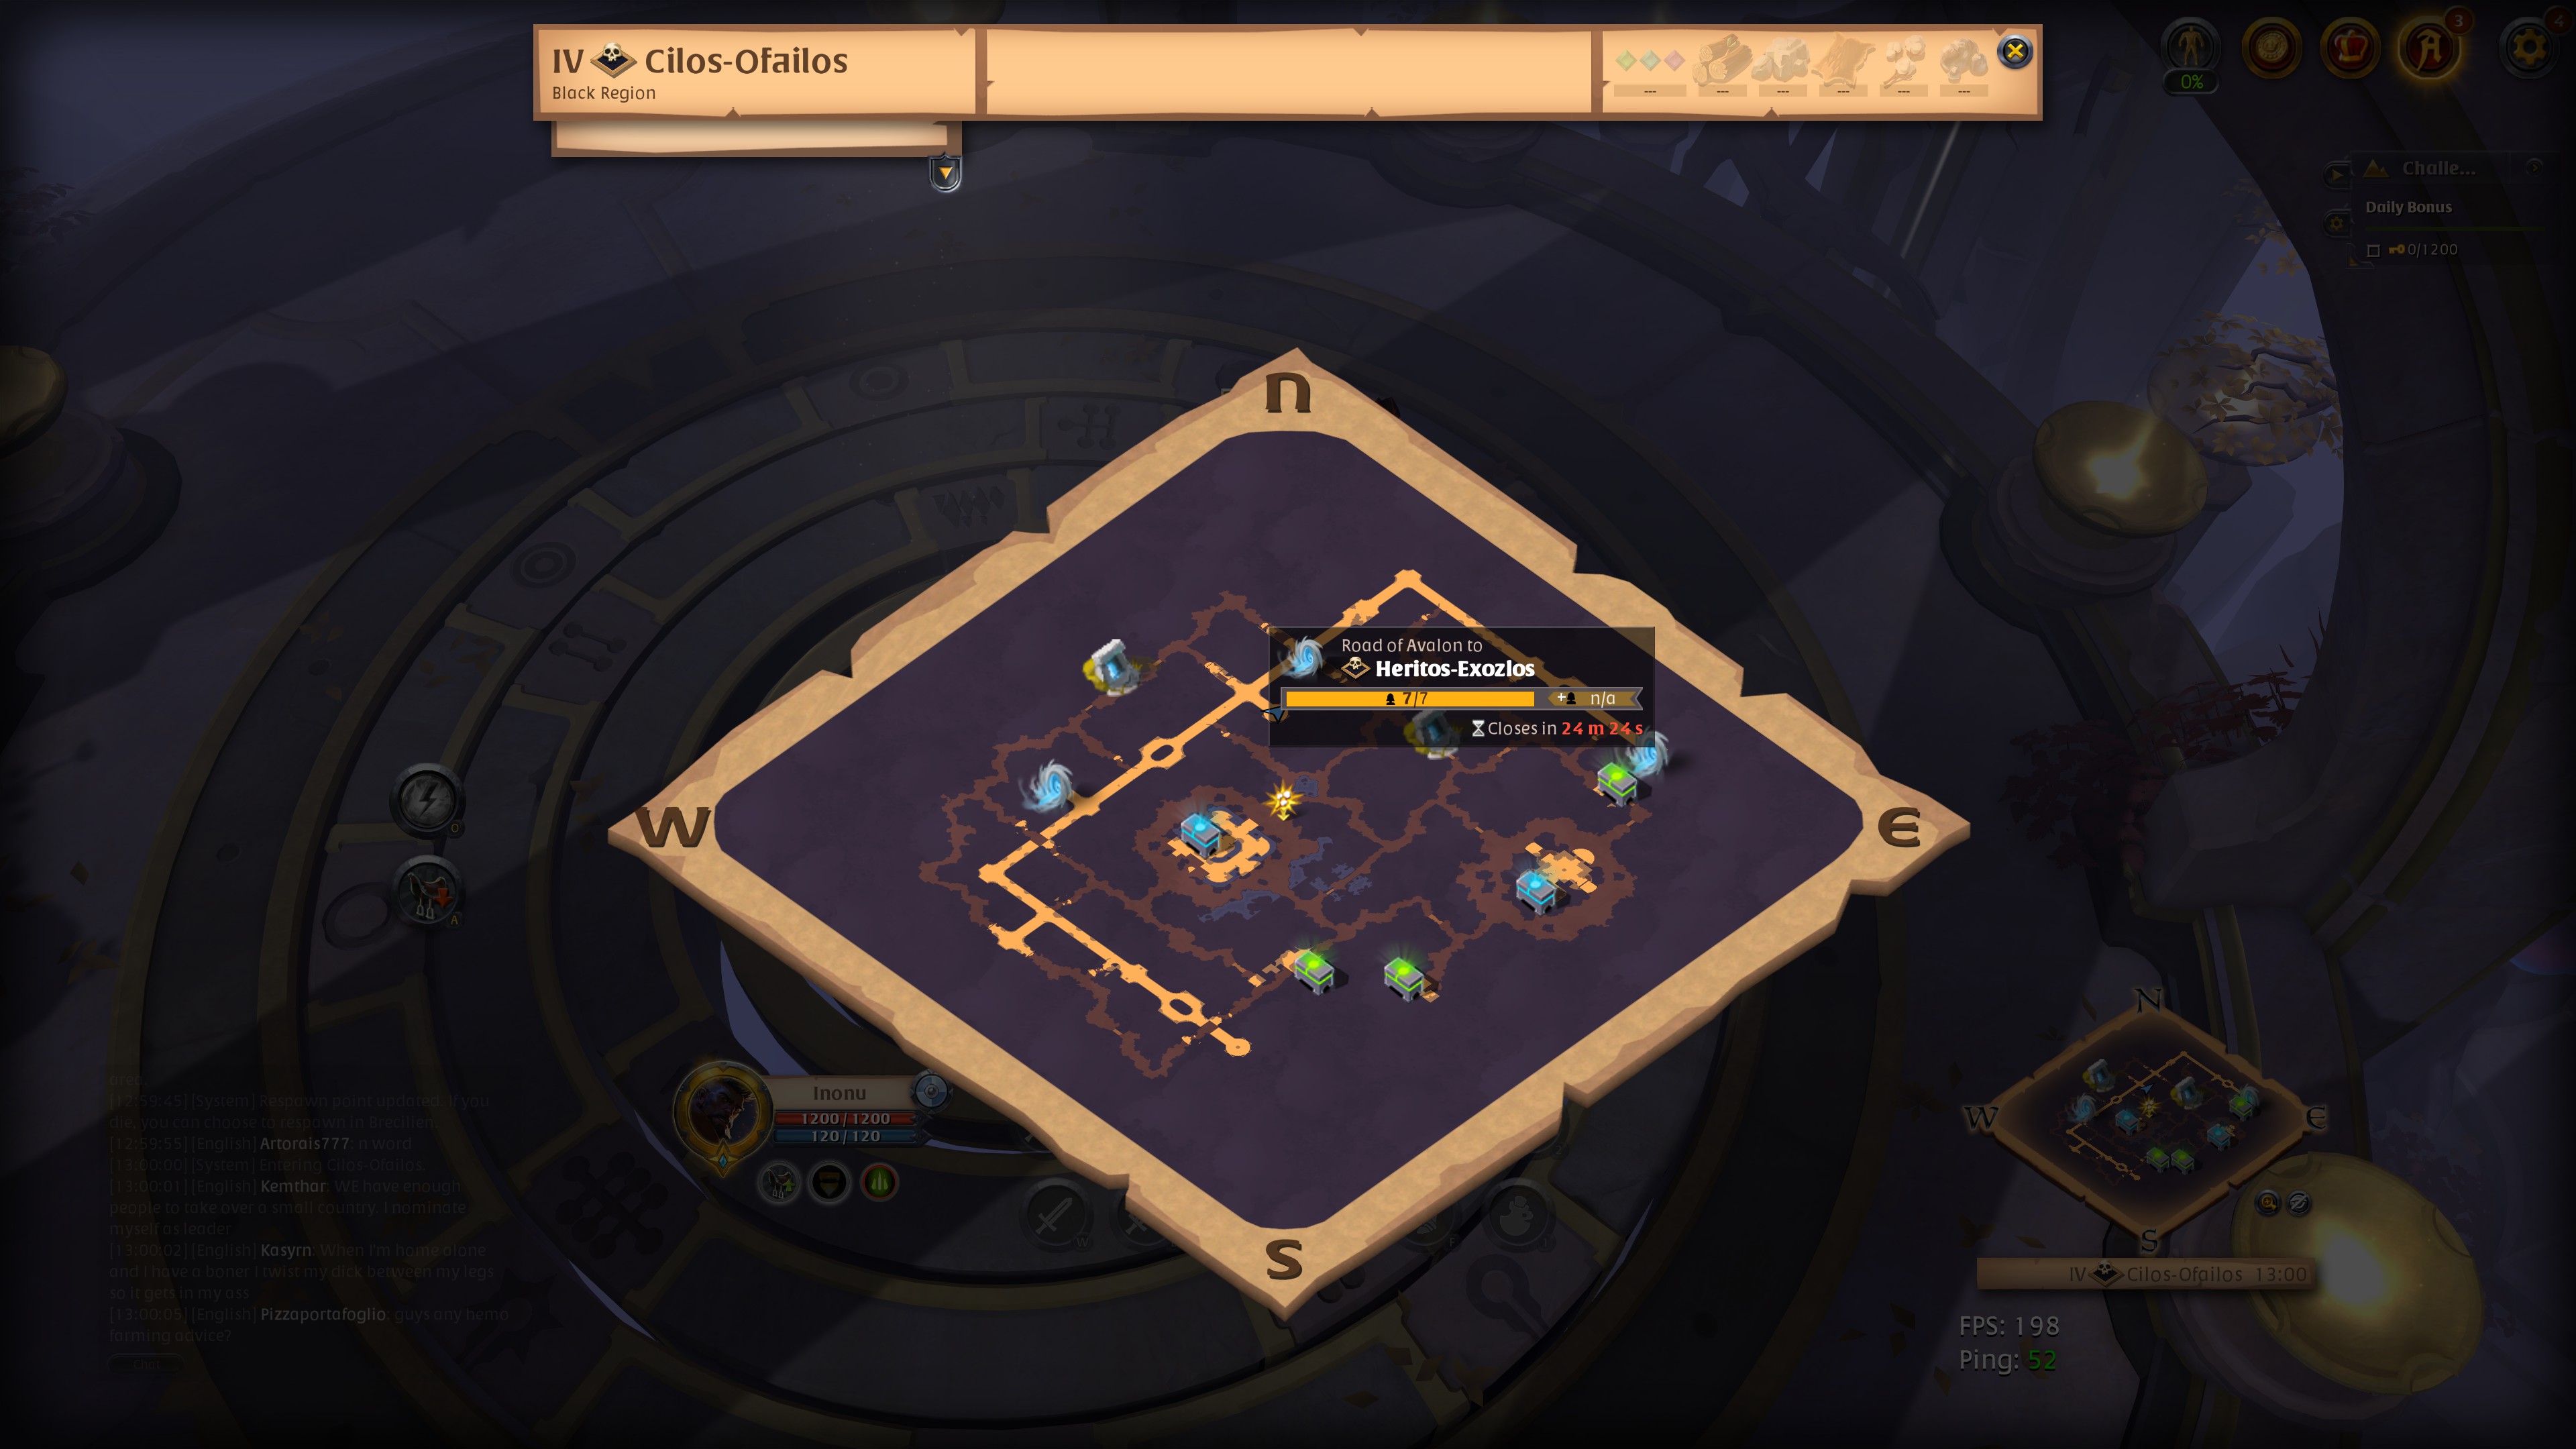 IV Cilos-Ofailos
Black Region
--- --- --- --- --- ---
3
4
0%
Challe...
Daily Bonus
0/1200
N
Road of Avalon to
Heritos-Exozlos
7/7 + n/a
Closes in 24 m 24 s
W
E
S
O
A
Inonu
1200/1200
120/120
W
area.
[12:59:45][System] Respawn point updated. If you
die, you can choose to respawn in Brecilien.
[12:59:55][English] Artorais777: n word
[13:00:00][System] Entering Cilos-Ofailos.
[13:00:01][English] Kemthar: WE have enough
people to take over a small country. I nominate
myself as leader
[13:00:02][English] Kasyrn: When I'm home alone
and I have a boner I twist my dick between my legs
so it gets in my ass
[13:00:05][English] Pizzaportafoglio: guys any hemo
farming advice?
Chat
N
W
E
S
IV Cilos-Ofailos 13:00
FPS: 198
Ping: 52